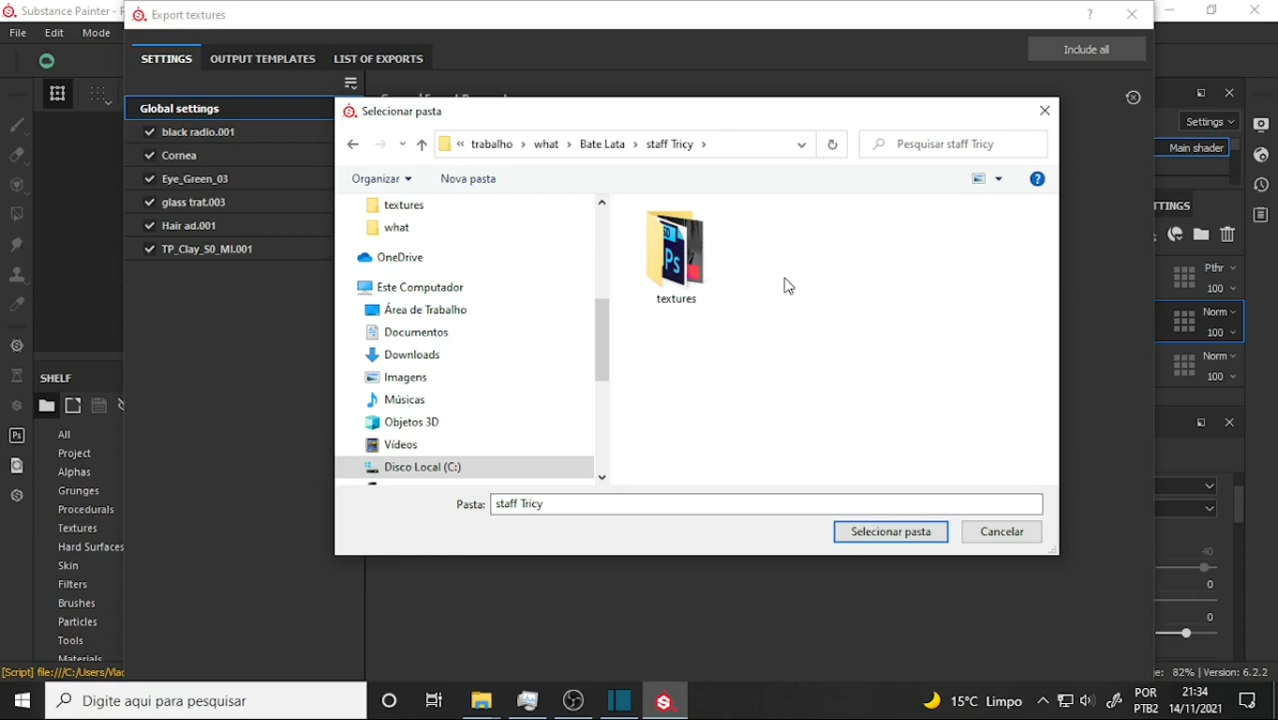 Substance Painter - P
Export textures
?
File Edit Mode
SETTINGS OUTPUT TEMPLATES LIST OF EXPORTS
Include all
Global settings
black radio.001
Cornea
Eye_Green_03
glass trat.003
Hair ad.001
TP_Clay_S0_MI.001
Selecionar pasta
« trabalho › what › Bate Lata › staff Tricy ›
Pesquisar staff Tricy
Organizar Nova pasta
?
textures
what
OneDrive
Este Computador
Área de Trabalho
Documentos
Downloads
Imagens
Músicas
Objetos 3D
Vídeos
Disco Local (C:)
SD
Ps
textures
Pasta: staff Tricy
Selecionar pasta Cancelar
Settings
Main shader
TTINGS
Pthr
100
Norm
100
Norm
100
0
0
SHELF
Ps
All
Project
Alphas
Grunges
Procedurals
Textures
Hard Surfaces
Skin
Filters
Brushes
Particles
Tools
Materials
[Script] file:///C:/Users/Vlad
ge: 82% | Version: 6.2.2
Digite aqui para pesquisar
15°C Limpo
POR
PTB2
21:34
14/11/2021